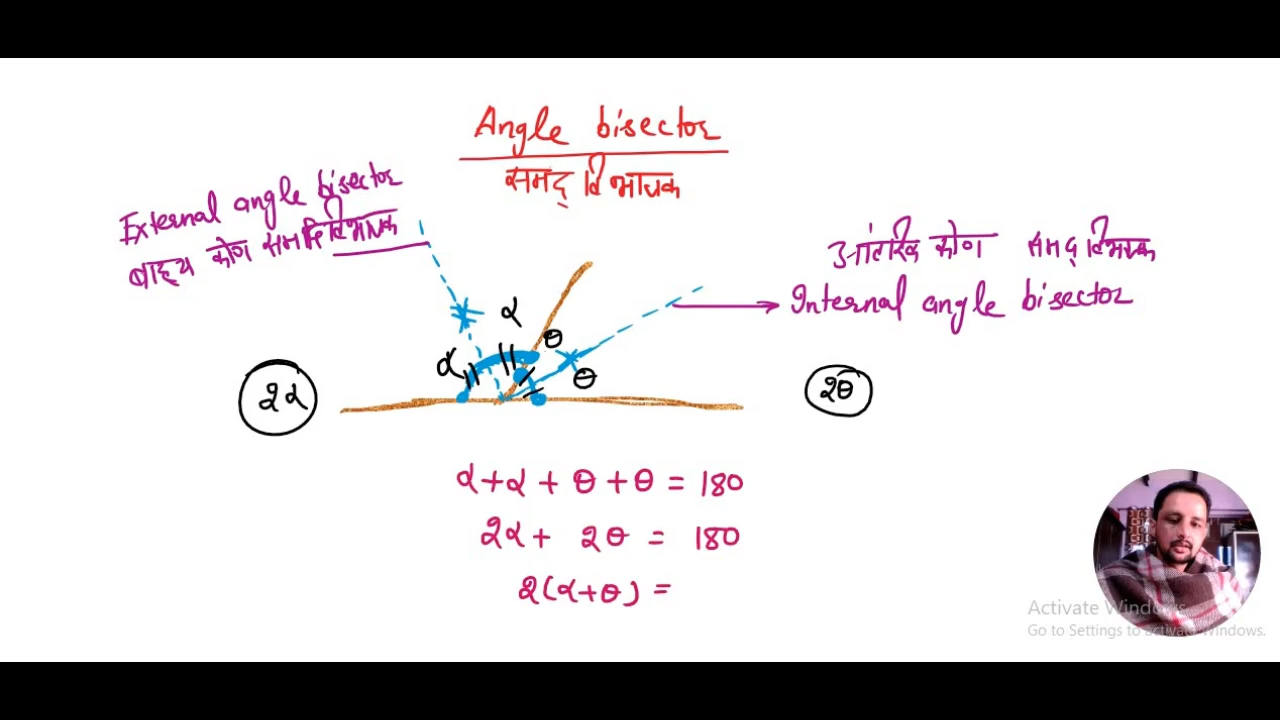 Angle bisector
समद्विभाजक
External angle bisector
बाह्य कोण समद्विभाजक
आंतरिक कोण समद्विभाजक
Internal angle bisector
α
θ
α
θ
2α
2θ
α+α+θ+θ = 180
2α+ 2θ = 180
2(α+θ) =
Activate Windows
Go to Settings to activate Windows.